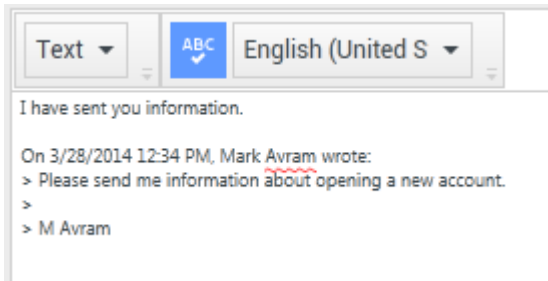 Text ABC English (United S
I have sent you information.
On 3/28/2014 12:34 PM, Mark Avram wrote:
> Please send me information about opening a new account.
>
> M Avram